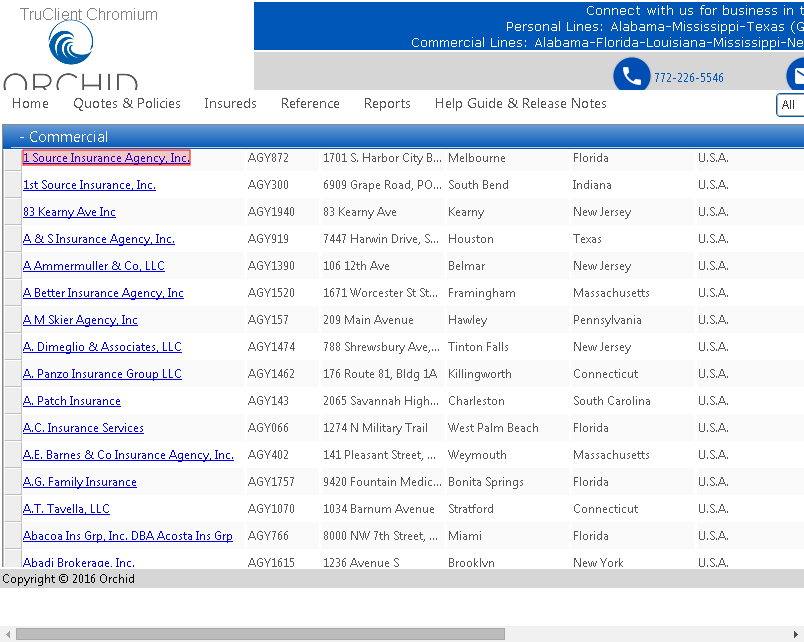 TruClient Chromium
Connect with us for business in t
Personal Lines: Alabama-Mississippi-Texas (G
Commercial Lines: Alabama-Florida-Louisiana-Mississippi-Ne
ORCHID
772-226-5546
Home Quotes & Policies Insureds Reference Reports Help Guide & Release Notes All
- Commercial
1 Source Insurance Agency, Inc. AGY872 1701 S. Harbor City B... Melbourne Florida U.S.A.
1st Source Insurance, Inc. AGY300 6909 Grape Road, PO... South Bend Indiana U.S.A.
83 Kearny Ave Inc AGY1940 83 Kearny Ave Kearny New Jersey U.S.A.
A & S Insurance Agency, Inc. AGY919 7447 Harwin Drive, S... Houston Texas U.S.A.
A Ammermuller & Co, LLC AGY1390 106 12th Ave Belmar New Jersey U.S.A.
A Better Insurance Agency, Inc AGY1520 1671 Worcester St St... Framingham Massachusetts U.S.A.
A M Skier Agency, Inc AGY157 209 Main Avenue Hawley Pennsylvania U.S.A.
A. Dimeglio & Associates, LLC AGY1474 788 Shrewsbury Ave,... Tinton Falls New Jersey U.S.A.
A. Panzo Insurance Group LLC AGY1462 176 Route 81, Bldg 1A Killingworth Connecticut U.S.A.
A. Patch Insurance AGY143 2065 Savannah High... Charleston South Carolina U.S.A.
A.C. Insurance Services AGY066 1274 N Military Trail West Palm Beach Florida U.S.A.
A.E. Barnes & Co Insurance Agency, Inc. AGY402 141 Pleasant Street, ... Weymouth Massachusetts U.S.A.
A.G. Family Insurance AGY1757 9420 Fountain Medic... Bonita Springs Florida U.S.A.
A.T. Tavella, LLC AGY1070 1034 Barnum Avenue Stratford Connecticut U.S.A.
Abacoa Ins Grp, Inc. DBA Acosta Ins Grp AGY766 8000 NW 7th Street, ... Miami Florida U.S.A.
Abadi Brokerage, Inc. AGY1615 1236 Avenue S Brooklyn New York U.S.A.
Copyright © 2016 Orchid